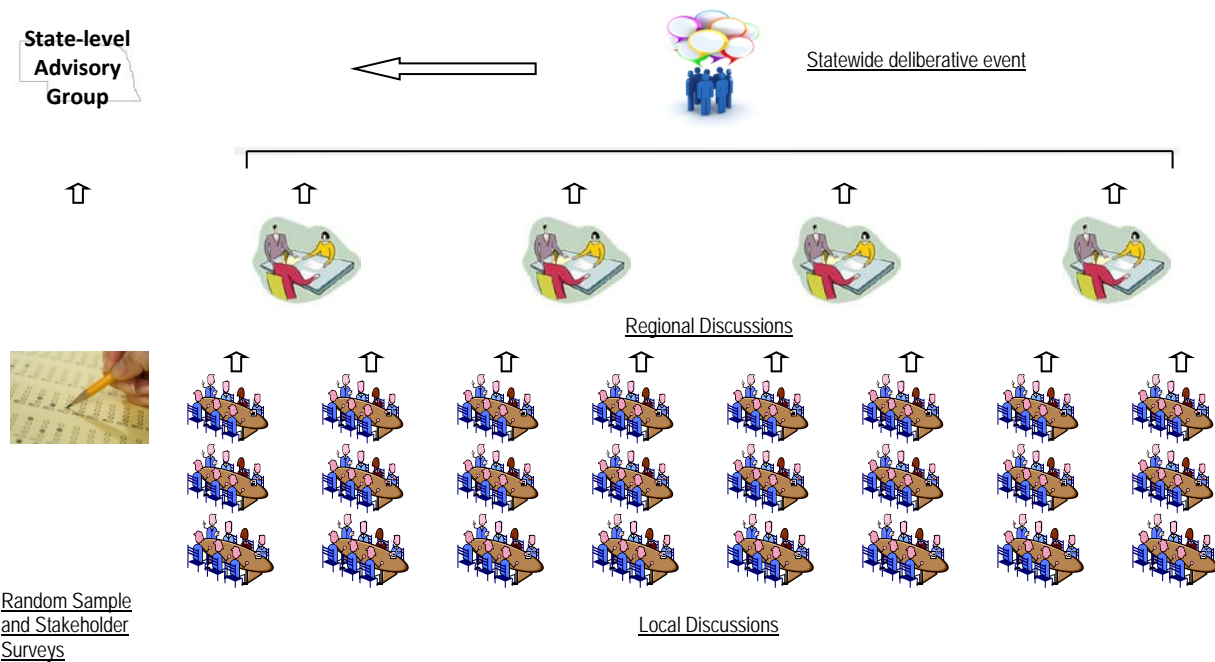 State-level
Advisory
Group
Statewide deliberative event
Regional Discussions
Random Sample
and Stakeholder
Surveys
Local Discussions